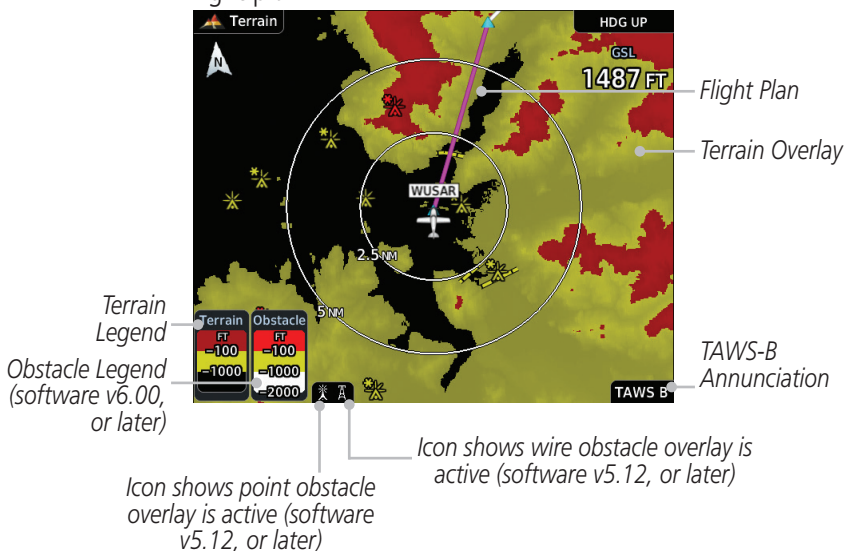 Terrain
HDG UP
N
GSL
1487 FT
Flight Plan
Terrain Overlay
WUSAR
2.5 NM
5 NM
Terrain
Legend
Terrain
FT
-100
-1000
Obstacle
FT
-100
-1000
-2000
Obstacle Legend
(software v6.00,
or later)
TAWS-B
Annunciation
TAWS B
Icon shows wire obstacle overlay is
active (software v5.12, or later)
Icon shows point obstacle
overlay is active (software
v5.12, or later)